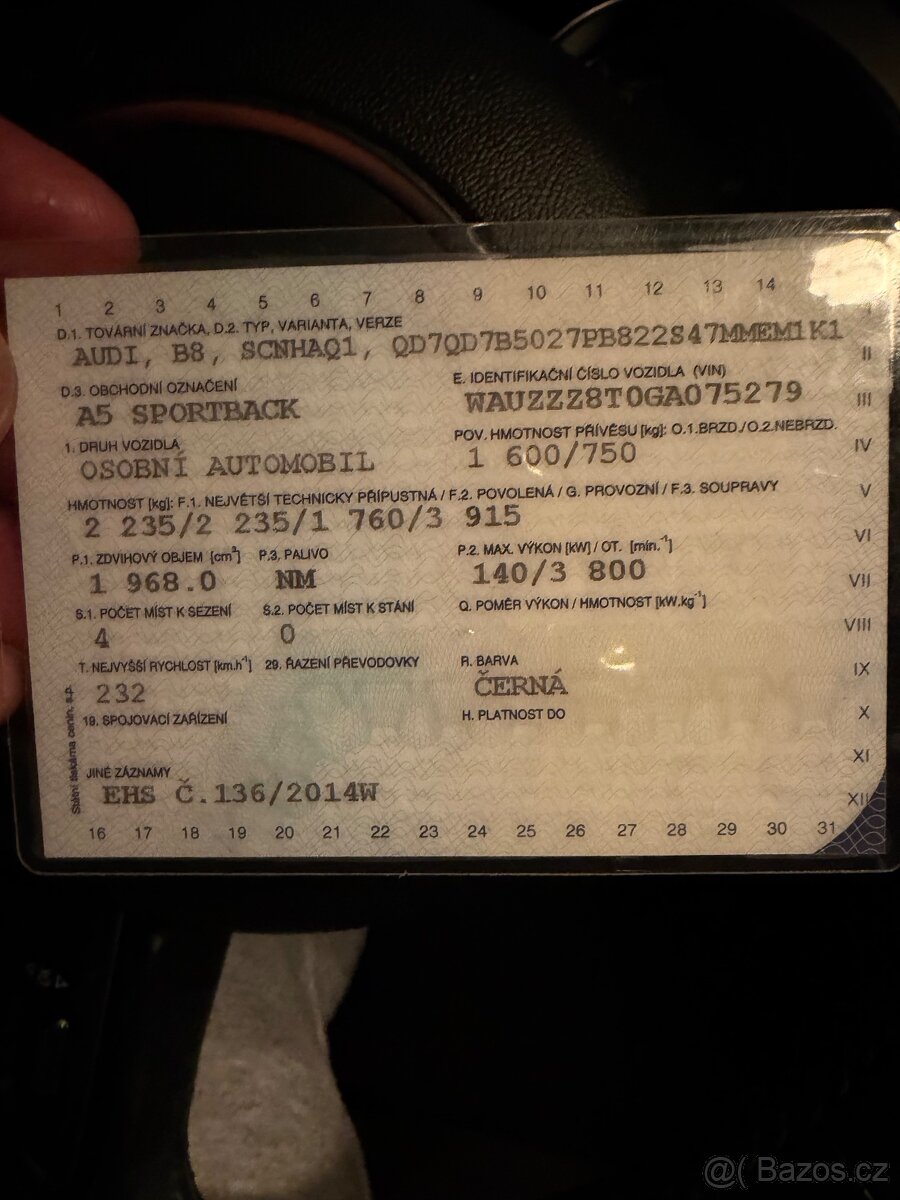 1 2 3 4 5 6 7 8 9 10 11 12 13 14
D.1. TOVÁRNÍ ZNAČKA, D.2. TYP, VARIANTA, VERZE
AUDI, B8, SCNHAQ1, QD7QD7B5027PB822S47MMEM1K1
II
D.3. OBCHODNÍ OZNAČENÍ E. IDENTIFIKAČNÍ ČÍSLO VOZIDLA (VIN)
A5 SPORTBACK WAUZZZ8T0GA075279 III
1. DRUH VOZIDLA POV. HMOTNOST PŘÍVĚSU [kg]: O.1.BRZD./O.2.NEBRZD.
OSOBNÍ AUTOMOBIL 1 600/750 IV
HMOTNOST [kg]: F.1. NEJVĚTŠÍ TECHNICKY PŘÍPUSTNÁ / F.2. POVOLENÁ / G. PROVOZNÍ / F.3. SOUPRAVY V
2 235/2 235/1 760/3 915
VI
P.1. ZDVIHOVÝ OBJEM [cm³] P.3. PALIVO P.2. MAX. VÝKON [kW] / OT. [min.⁻¹]
1 968.0 NM 140/3 800 VII
S.1. POČET MÍST K SEZENÍ S.2. POČET MÍST K STÁNÍ Q. POMĚR VÝKON / HMOTNOST [kW.kg⁻¹]
4 0 VIII
T. NEJVYŠŠÍ RYCHLOST [km.h⁻¹] 29. ŘAZENÍ PŘEVODOVKY R. BARVA IX
232 ČERNÁ
19. SPOJOVACÍ ZAŘÍZENÍ H. PLATNOST DO X
XI
JINÉ ZÁZNAMY
EHS Č.136/2014W XII
16 17 18 19 20 21 22 23 24 25 26 27 28 29 30 31
Státní tiskárna cenin, s.p.
@( Bazos.cz